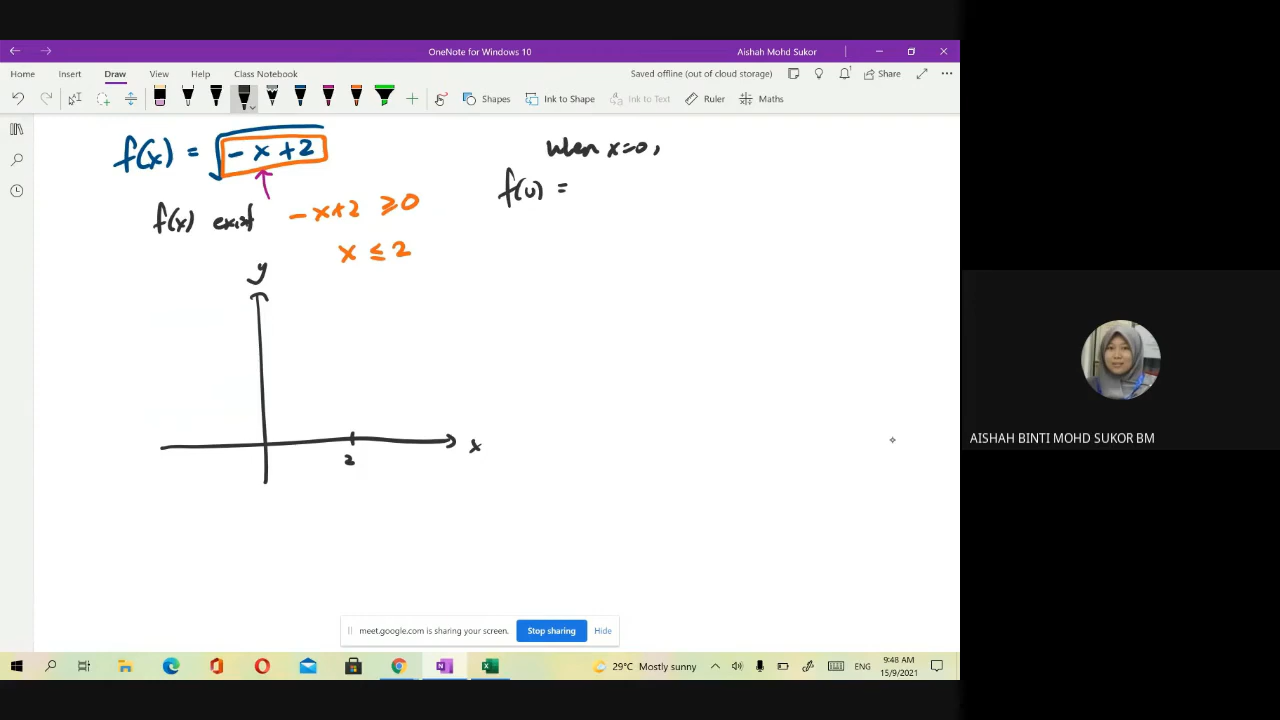 OneNote for Windows 10
Aishah Mohd Sukor
Home Insert Draw View Help Class Notebook
Saved offline (out of cloud storage) Share
Shapes Ink to Shape Ink to Text Ruler Maths
f(x) = √-x+2
when x=0,
f(0) =
f(x) exist -x+2 ≥0
x ≤ 2
y
x
2
AISHAH BINTI MOHD SUKOR BM
meet.google.com is sharing your screen. Stop sharing Hide
29°C Mostly sunny ENG 9:48 AM
15/9/2021